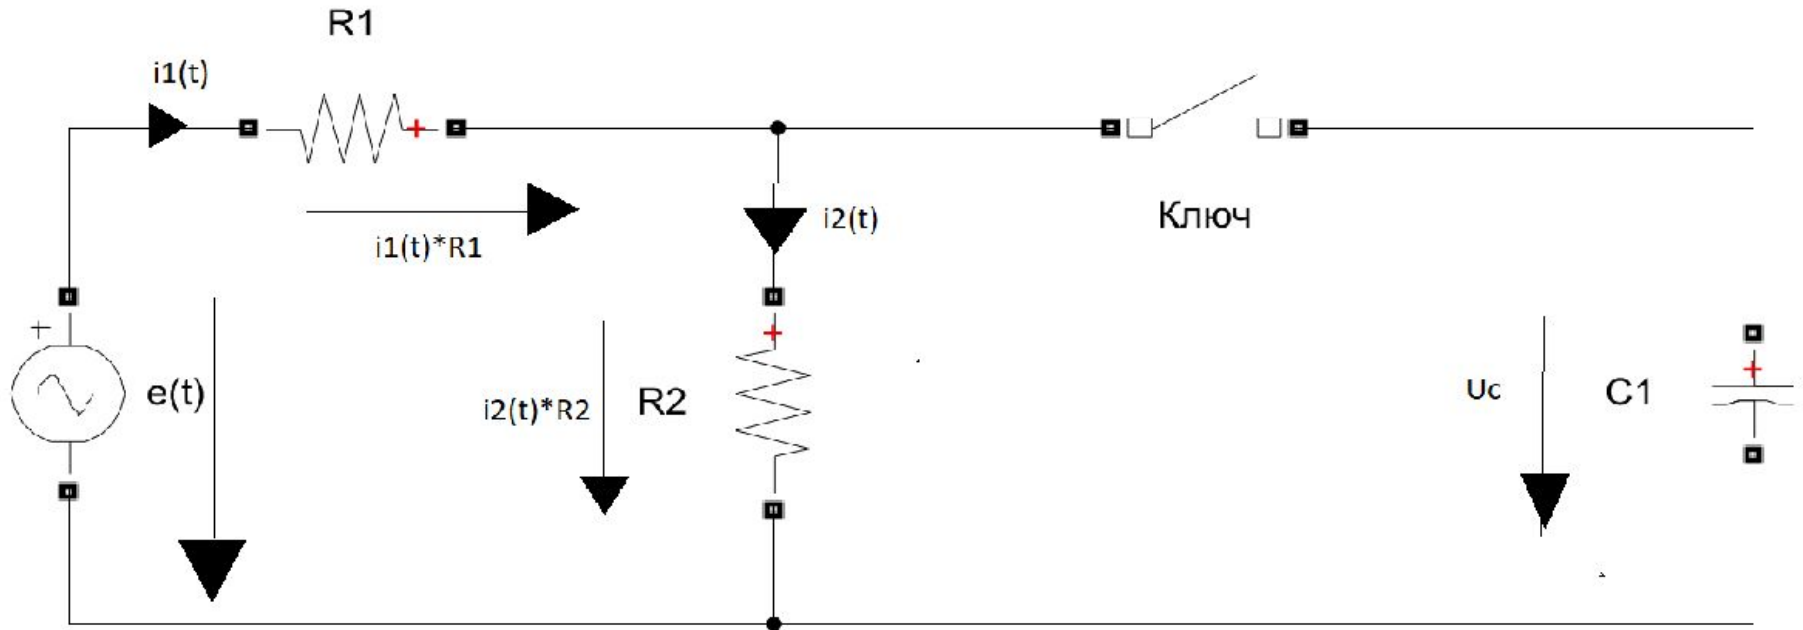 R1
i1(t)
i1(t)*R1
i2(t)
Ключ
+
e(t)
i2(t)*R2
R2
Uc
C1